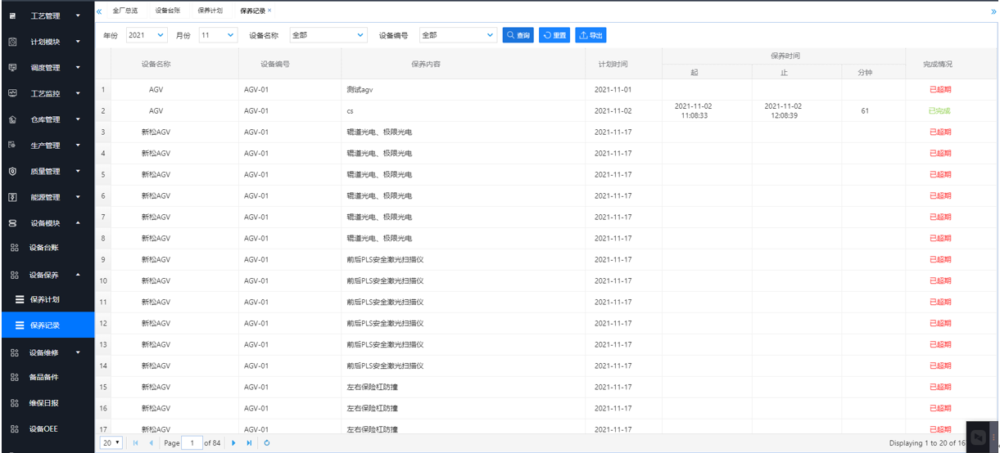 工艺管理
计划模块
调度管理
工艺监控
仓库管理
生产管理
质量管理
能源管理
设备模块
设备台账
设备保养
保养计划
保养记录
设备维修
备品备件
维保日报
设备OEE
« 全厂总览 设备台账 保养计划 保养记录 × »
年份 2021 月份 11 设备名称 全部 设备编号 全部 查询 重置 导出
设备名称 设备编号 保养内容 计划时间 保养时间 完成情况
起 止 分钟
1 AGV AGV-01 测试agv 2021-11-01 已超期
2 AGV AGV-01 cs 2021-11-02 2021-11-02 11:08:33 2021-11-02 12:08:39 61 已完成
3 新松AGV AGV-01 辊道光电、极限光电 2021-11-17 已超期
4 新松AGV AGV-01 辊道光电、极限光电 2021-11-17 已超期
5 新松AGV AGV-01 辊道光电、极限光电 2021-11-17 已超期
6 新松AGV AGV-01 辊道光电、极限光电 2021-11-17 已超期
7 新松AGV AGV-01 辊道光电、极限光电 2021-11-17 已超期
8 新松AGV AGV-01 辊道光电、极限光电 2021-11-17 已超期
9 新松AGV AGV-01 前后PLS安全激光扫描仪 2021-11-17 已超期
10 新松AGV AGV-01 前后PLS安全激光扫描仪 2021-11-17 已超期
11 新松AGV AGV-01 前后PLS安全激光扫描仪 2021-11-17 已超期
12 新松AGV AGV-01 前后PLS安全激光扫描仪 2021-11-17 已超期
13 新松AGV AGV-01 前后PLS安全激光扫描仪 2021-11-17 已超期
14 新松AGV AGV-01 前后PLS安全激光扫描仪 2021-11-17 已超期
15 新松AGV AGV-01 左右保险杠防撞 2021-11-17 已超期
16 新松AGV AGV-01 左右保险杠防撞 2021-11-17 已超期
17 新松AGV AGV-01 左右保险杠防撞 2021-11-17 已超期
20 Page 1 of 84 Displaying 1 to 20 of 16